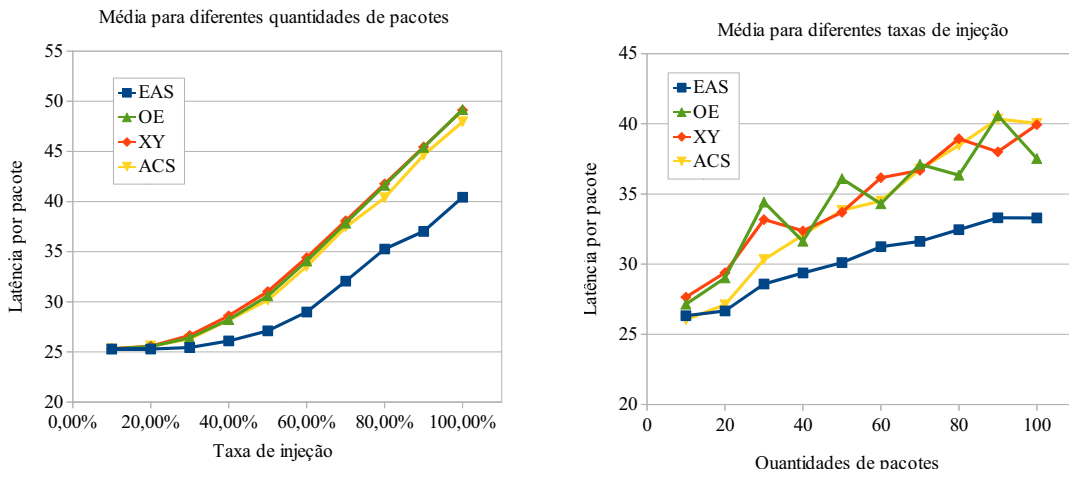 Média para diferentes quantidades de pacotes
55
50
45
40
35
30
25
20
0,00% 20,00% 40,00% 60,00% 80,00% 100,00%
EAS
OE
XY
ACS
Latência por pacote
Taxa de injeção
Média para diferentes taxas de injeção
45
40
35
30
25
20
0 20 40 60 80 100
EAS
OE
XY
ACS
Latência por pacote
Quantidades de pacotes